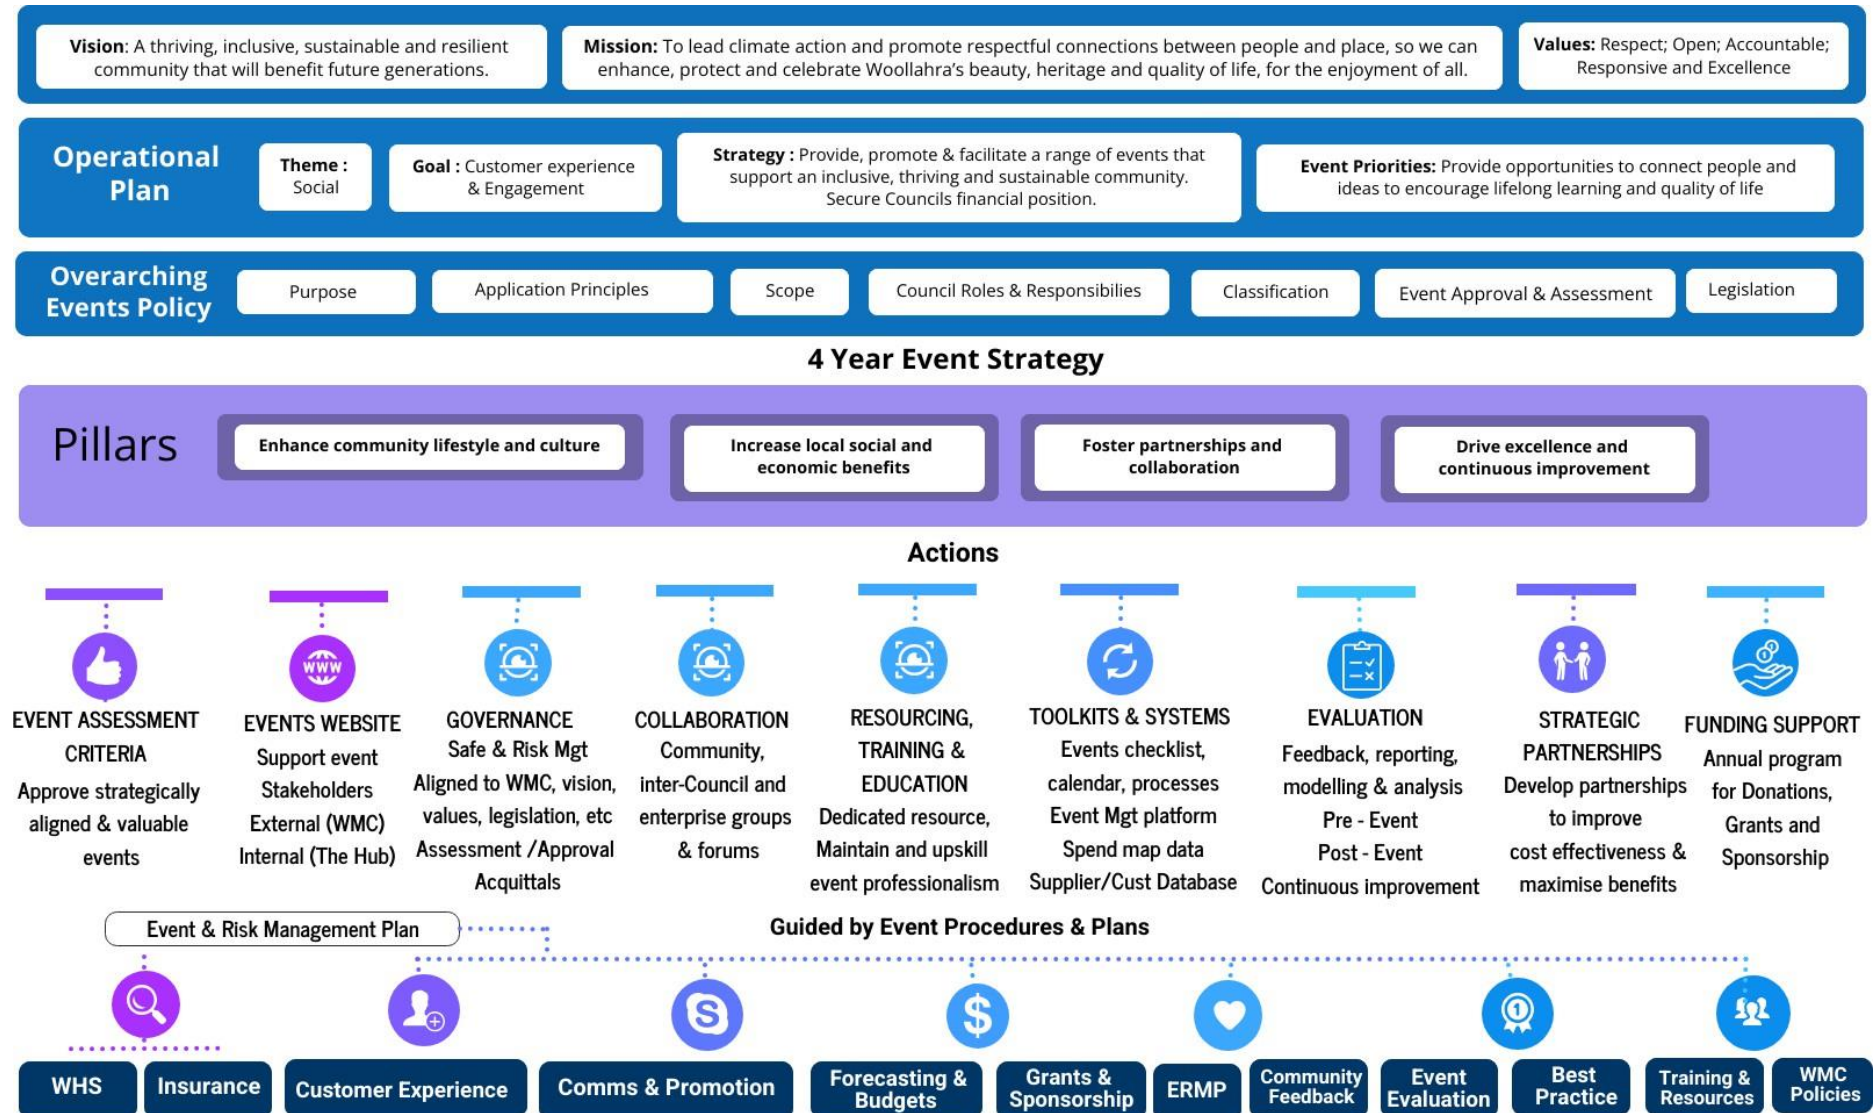 Vision: A thriving, inclusive, sustainable and resilient
community that will benefit future generations.
Mission: To lead climate action and promote respectful connections between people and place, so we can
enhance, protect and celebrate Woollahra's beauty, heritage and quality of life, for the enjoyment of all.
Values: Respect; Open; Accountable;
Responsive and Excellence
Operational
Plan
Theme :
Social
Goal : Customer experience
& Engagement
Strategy : Provide, promote & facilitate a range of events that
support an inclusive, thriving and sustainable community.
Secure Councils financial position.
Event Priorities: Provide opportunities to connect people and
ideas to encourage lifelong learning and quality of life
Overarching
Events Policy
Purpose
Application Principles
Scope
Council Roles & Responsibilies
Classification
Event Approval & Assessment
Legislation
4 Year Event Strategy
Pillars
Enhance community lifestyle and culture
Increase local social and
economic benefits
Foster partnerships and
collaboration
Drive excellence and
continuous improvement
Actions
EVENT ASSESSMENT
CRITERIA
Approve strategically
aligned & valuable
events
WWW
EVENTS WEBSITE
Support event
Stakeholders
External (WMC)
Internal (The Hub)
GOVERNANCE
Safe & Risk Mgt
Aligned to WMC, vision,
values, legislation, etc
Assessment /Approval
Acquittals
COLLABORATION
Community,
inter-Council and
enterprise groups
& forums
RESOURCING,
TRAINING &
EDUCATION
Dedicated resource,
Maintain and upskill
event professionalism
TOOLKITS & SYSTEMS
Events checklist,
calendar, processes
Event Mgt platform
Spend map data
Supplier/Cust Database
EVALUATION
Feedback, reporting,
modelling & analysis
Pre - Event
Post - Event
Continuous improvement
STRATEGIC
PARTNERSHIPS
Develop partnerships
to improve
cost effectiveness &
maximise benefits
FUNDING SUPPORT
Annual program
for Donations,
Grants and
Sponsorship
Event & Risk Management Plan
Guided by Event Procedures & Plans
S
$
1
WHS
Insurance
Customer Experience
Comms & Promotion
Forecasting &
Budgets
Grants &
Sponsorship
ERMP
Community
Feedback
Event
Evaluation
Best
Practice
Training &
Resources
WMC
Policies